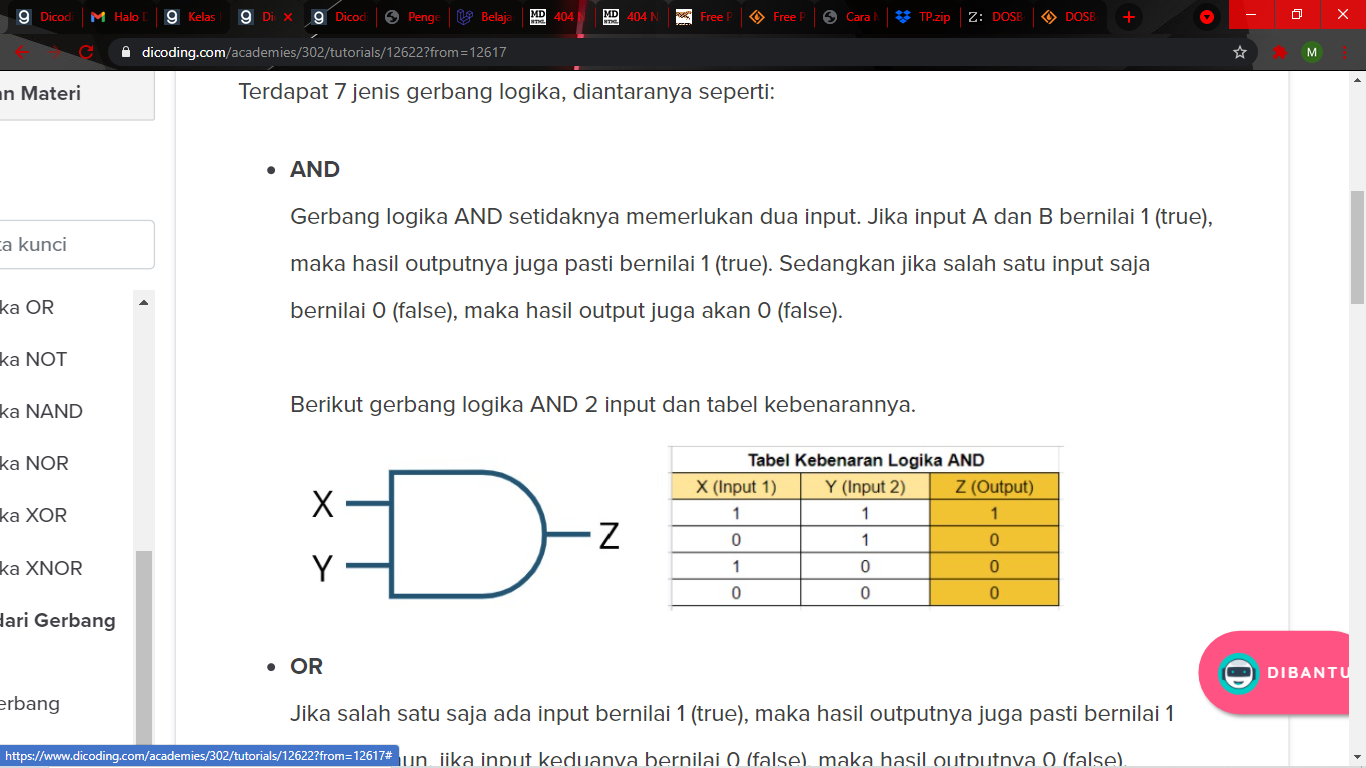 Dicod
Halo D
Kelas
Di
Dicod
Penge
Belaja
MD
HTML
404 N
MD
HTML
404 N
Free P
Free P
Cara M
TP.zip
Z:
DOSB
DOSB
dicoding.com/academies/302/tutorials/12622?from=12617
M
an Materi
ta kunci
ka OR
ka NOT
ka NAND
ka NOR
ka XOR
ka XNOR
dari Gerbang
erbang
Terdapat 7 jenis gerbang logika, diantaranya seperti:
• AND
Gerbang logika AND setidaknya memerlukan dua input. Jika input A dan B bernilai 1 (true),
maka hasil outputnya juga pasti bernilai 1 (true). Sedangkan jika salah satu input saja
bernilai 0 (false), maka hasil output juga akan 0 (false).
Berikut gerbang logika AND 2 input dan tabel kebenarannya.
X
Y
Z
Tabel Kebenaran Logika AND
X (Input 1) Y (Input 2) Z (Output)
1 1 1
0 1 0
1 0 0
0 0 0
• OR
Jika salah satu saja ada input bernilai 1 (true), maka hasil outputnya juga pasti bernilai 1
jika input keduanya bernilai 0 (false), maka hasil outputnya 0 (false).
DIBANTU
https://www.dicoding.com/academies/302/tutorials/12622?from=12617#